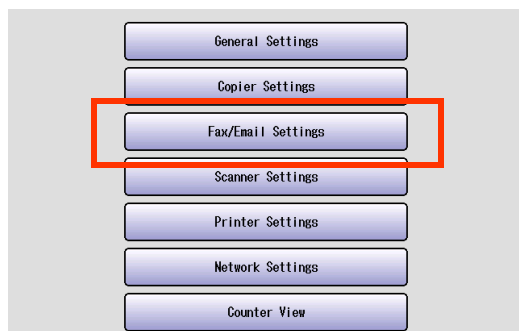 General Settings
Copier Settings
Fax/Email Settings
Scanner Settings
Printer Settings
Network Settings
Counter View